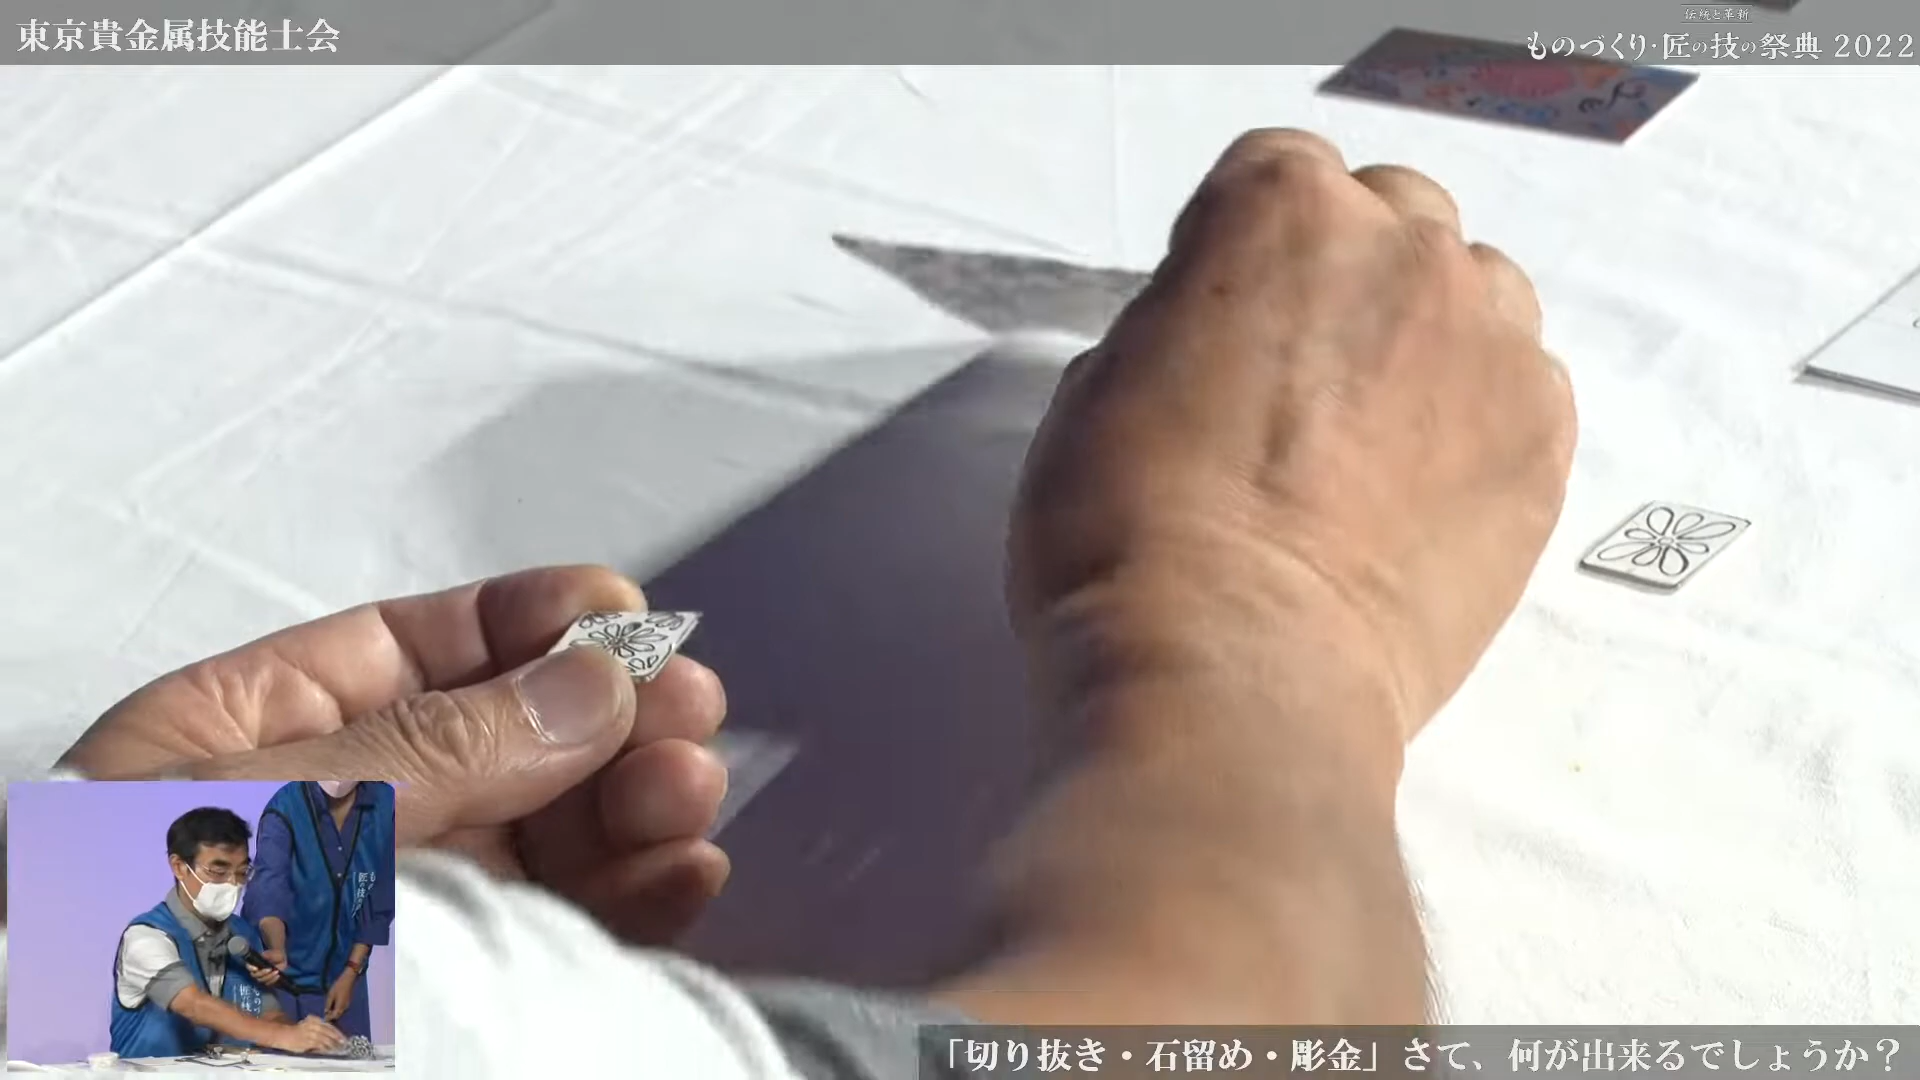 東京貴金属技能士会
伝統と革新
ものづくり・匠の技の祭典 2022
「切り抜き・石留め・彫金」さて、何が出来るでしょうか？